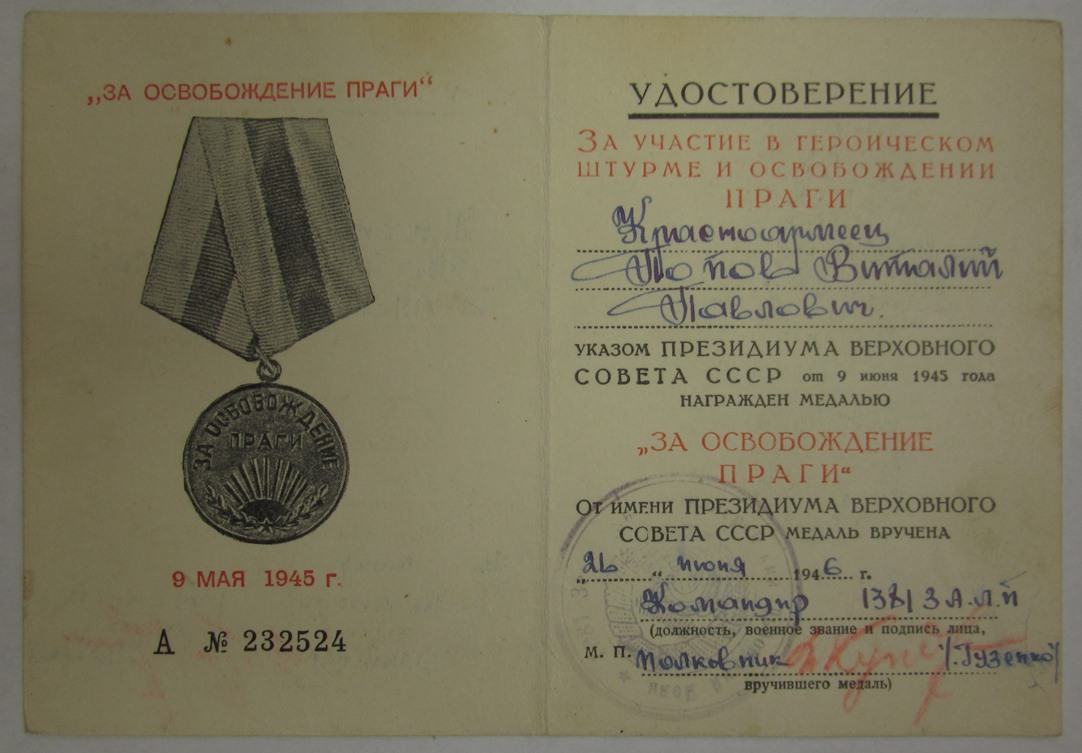 „ЗА ОСВОБОЖДЕНИЕ ПРАГИ“
ЗА ОСВОБОЖДЕНИЕ
ПРАГИ
9 МАЯ 1945 г.
А № 232524
УДОСТОВЕРЕНИЕ
ЗА УЧАСТИЕ В ГЕРОИЧЕСКОМ
ШТУРМЕ И ОСВОБОЖДЕНИИ
ПРАГИ
Красноармеец
Попов Виталий
Павлович.
УКАЗОМ ПРЕЗИДИУМА ВЕРХОВНОГО
СОВЕТА СССР от 9 июня 1945 года
НАГРАЖДЕН МЕДАЛЬЮ
„ЗА ОСВОБОЖДЕНИЕ
ПРАГИ“
ОТ ИМЕНИ ПРЕЗИДИУМА ВЕРХОВНОГО
СОВЕТА СССР МЕДАЛЬ ВРУЧЕНА
„26“ июня 1946 г.
Командир З.А.Л.П
(должность, военное звание и подпись лица,
М. П. Полковник /Гузенко/
вручившего медаль)